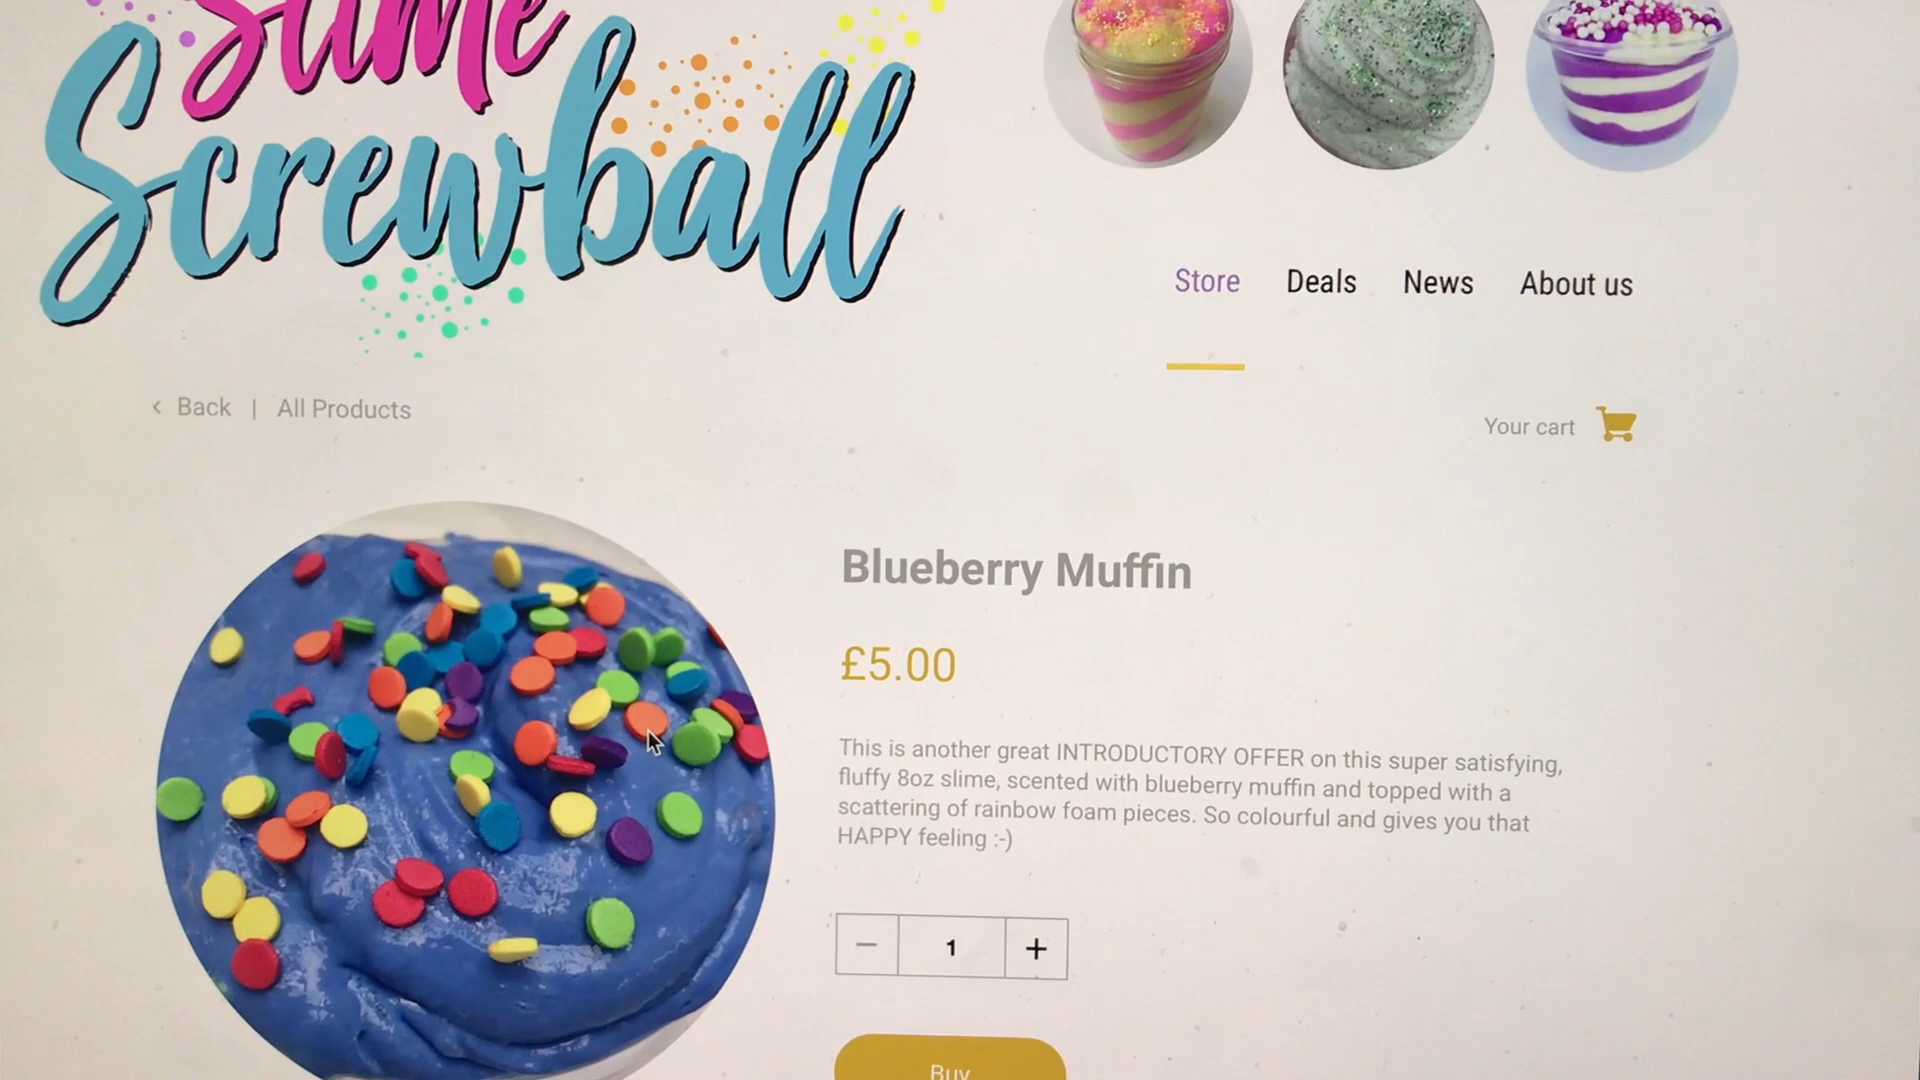 Slime
Screwball
Store Deals News About us
Back | All Products
Your cart
Blueberry Muffin
£5.00
This is another great INTRODUCTORY OFFER on this super satisfying,
fluffy 8oz slime, scented with blueberry muffin and topped with a
scattering of rainbow foam pieces. So colourful and gives you that
HAPPY feeling :-)
− 1 +
Buy